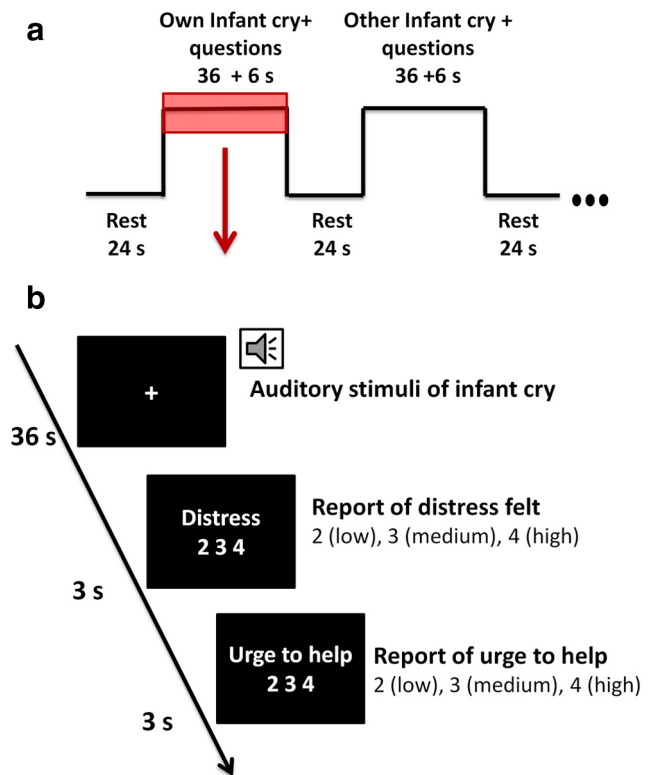 a
Own Infant cry+
questions
36 + 6 s
Other Infant cry +
questions
36 +6 s
Rest
24 s
Rest
24 s
Rest
24 s
b
+
Auditory stimuli of infant cry
36 s
Distress
2 3 4
Report of distress felt
2 (low), 3 (medium), 4 (high)
3 s
Urge to help
2 3 4
Report of urge to help
2 (low), 3 (medium), 4 (high)
3 s